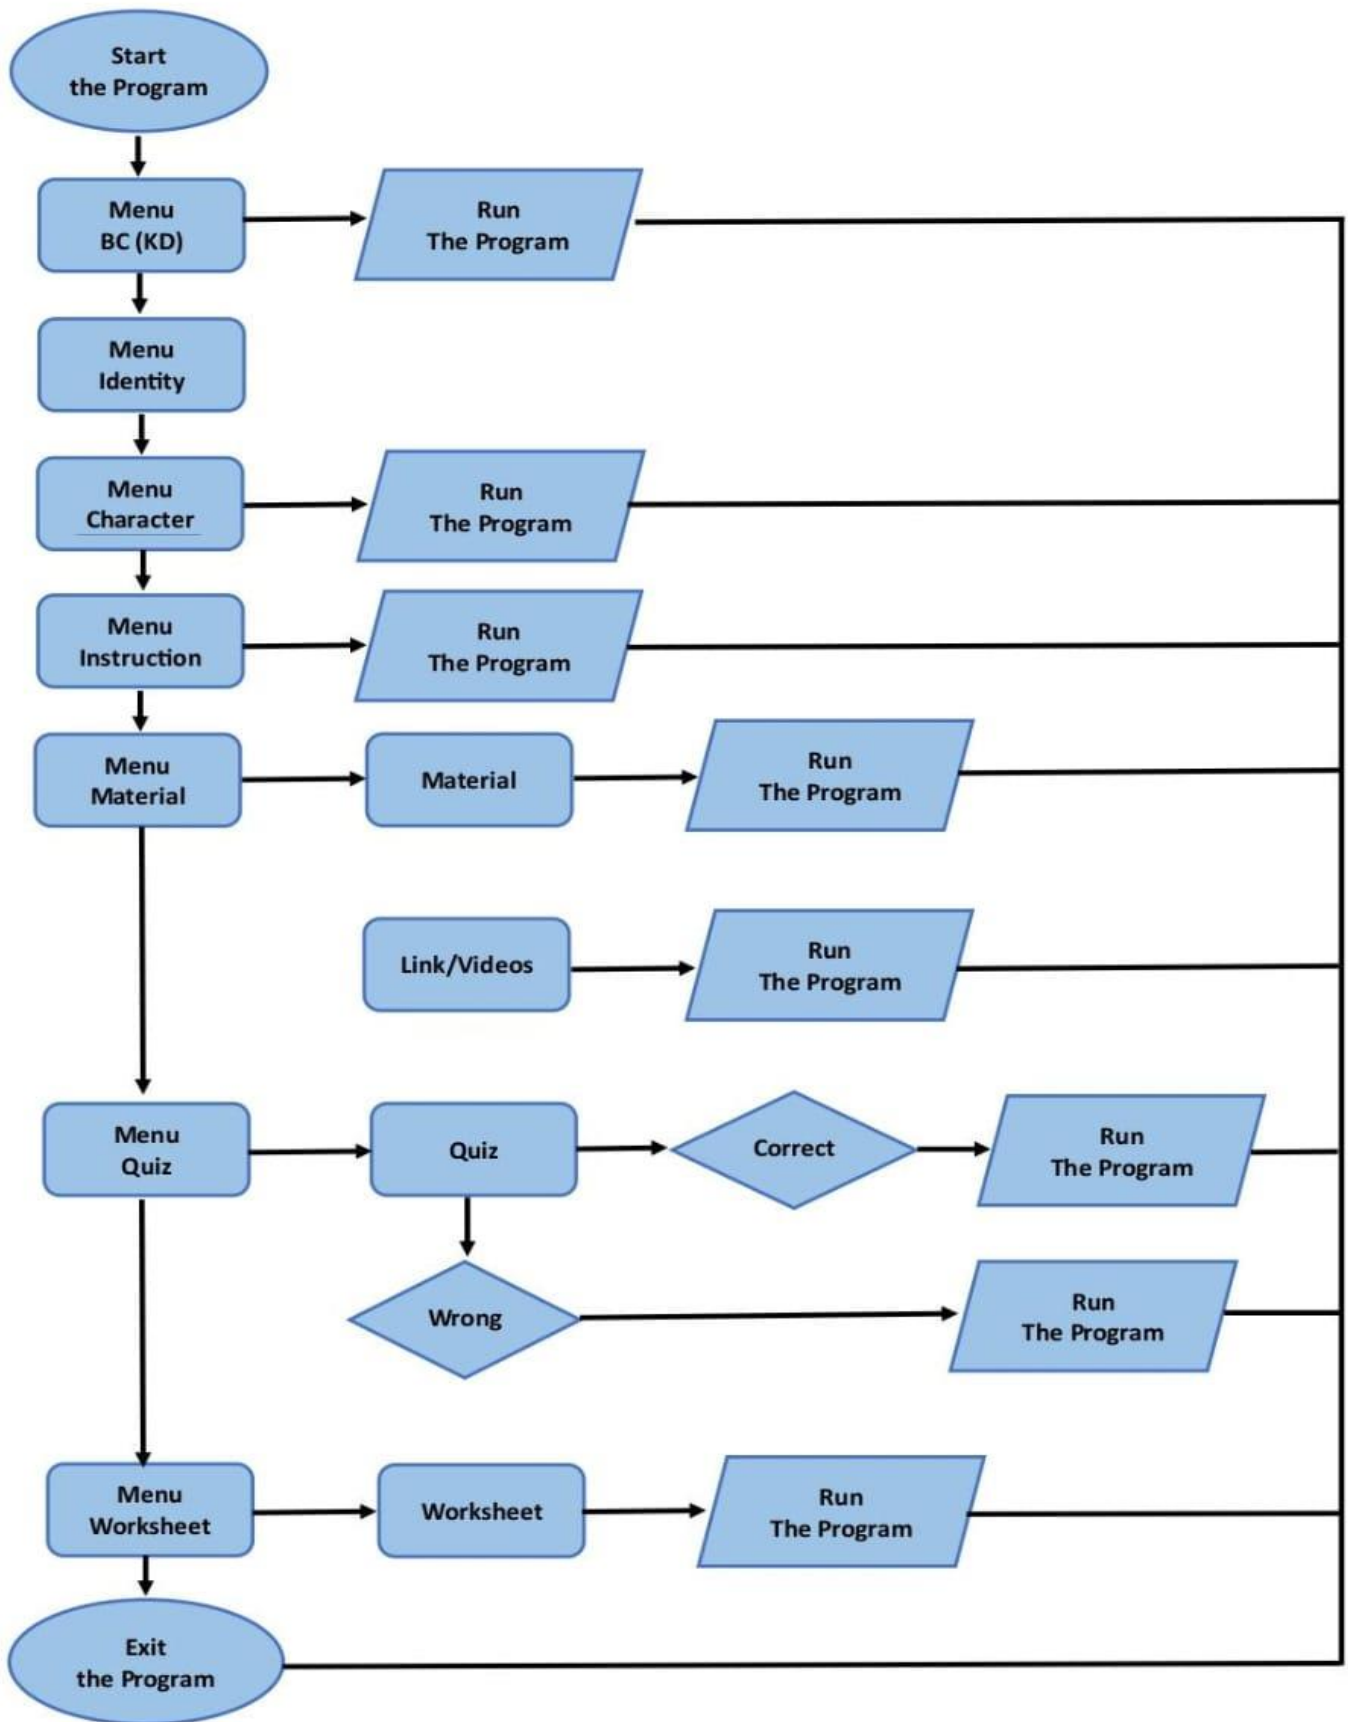 Start
the Program
Menu
BC (KD)
Run
The Program
Menu
Identity
Menu
Character
Run
The Program
Menu
Instruction
Run
The Program
Menu
Material
Material
Run
The Program
Link/Videos
Run
The Program
Menu
Quiz
Quiz
Correct
Run
The Program
Wrong
Run
The Program
Menu
Worksheet
Worksheet
Run
The Program
Exit
the Program